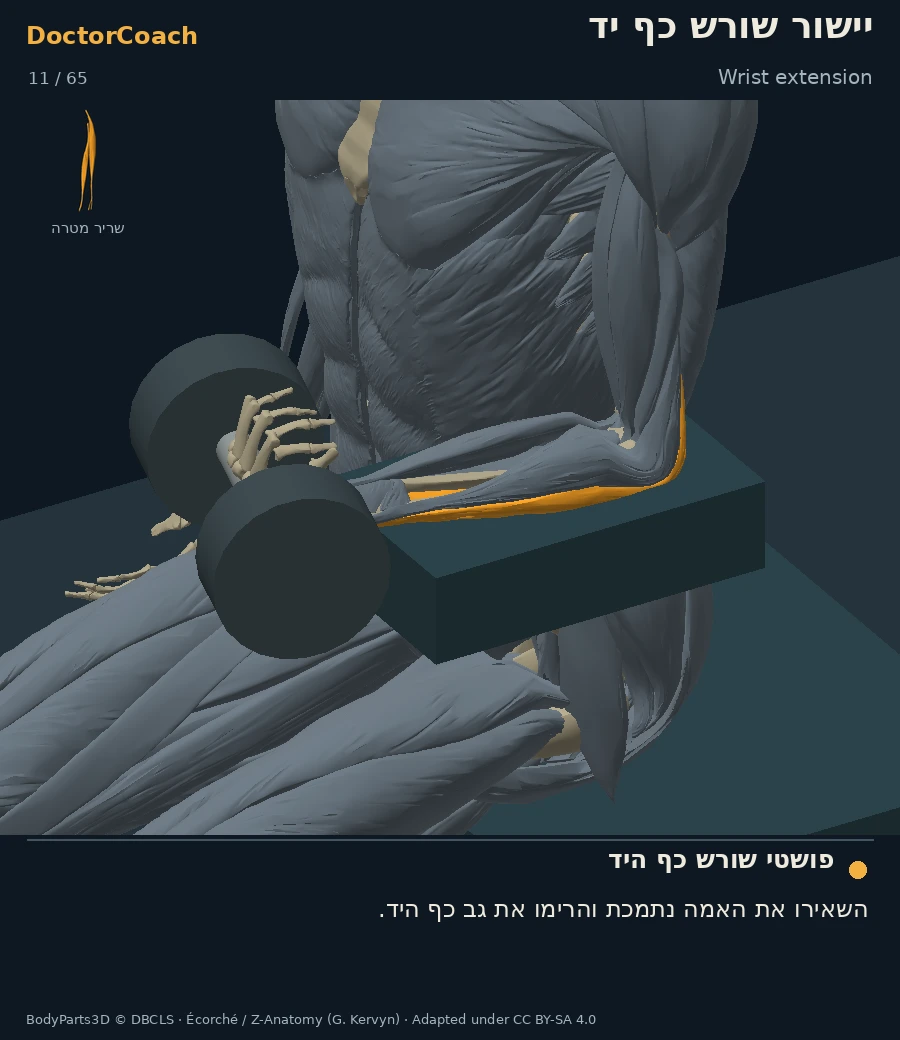 DoctorCoach
יישור שורש כף יד
11 / 65
Wrist extension
שריר מטרה
פושטי שורש כף היד
השאירו את האמה נתמכת והרימו את גב כף היד.
BodyParts3D © DBCLS · Écorché / Z-Anatomy (G. Kervyn) · Adapted under CC BY-SA 4.0